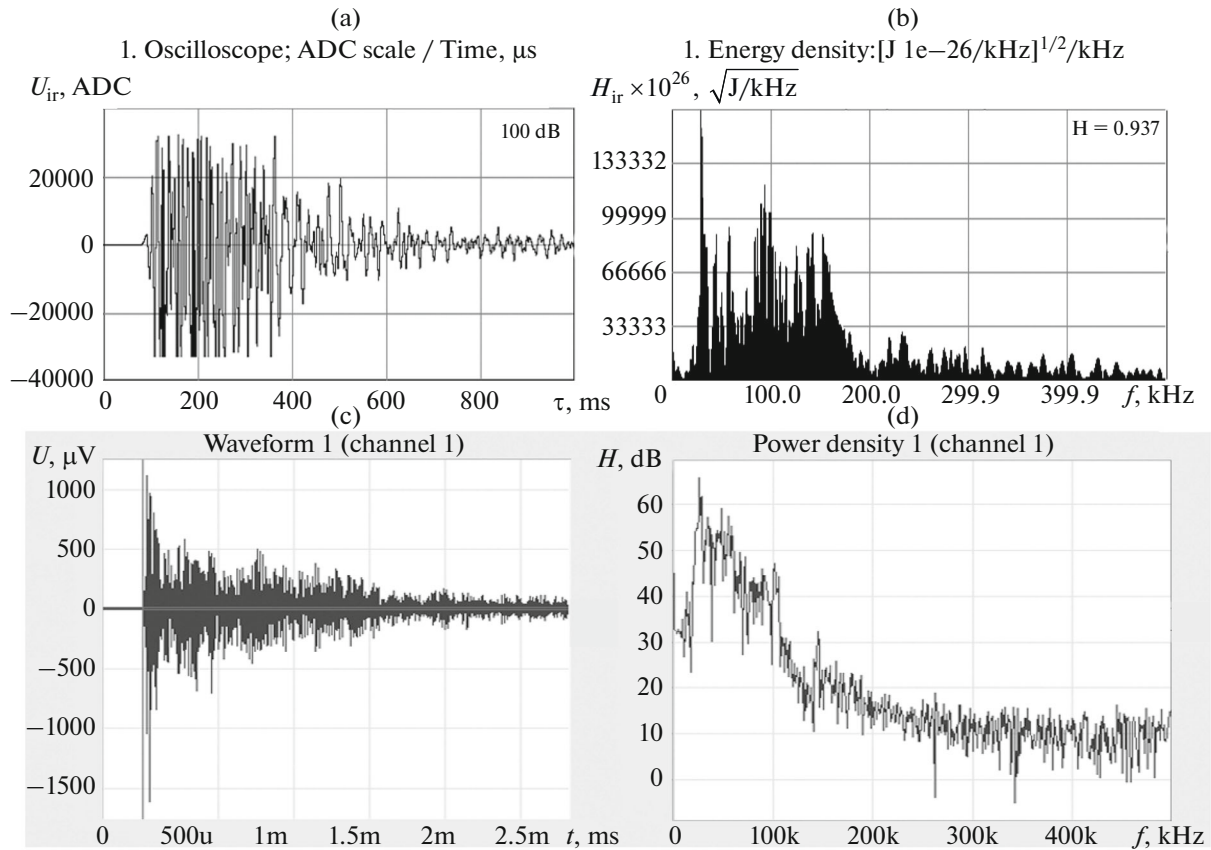 (a)
1. Oscilloscope; ADC scale / Time, μs
U_ir, ADC
100 dB
20000
0
−20000
−40000
0 200 400 600 800 τ, ms
(b)
1. Energy density:[J 1e−26/kHz]^{1/2}/kHz
H_ir ×10^{26}, √J/kHz
H = 0.937
133332
99999
66666
33333
0 100.0 200.0 299.9 399.9 f, kHz
(c)
Waveform 1 (channel 1)
U, μV
1000
500
0
−500
−1000
−1500
0 500u 1m 1.5m 2m 2.5m t, ms
(d)
Power density 1 (channel 1)
H, dB
60
50
40
30
20
10
0
0 100k 200k 300k 400k f, kHz